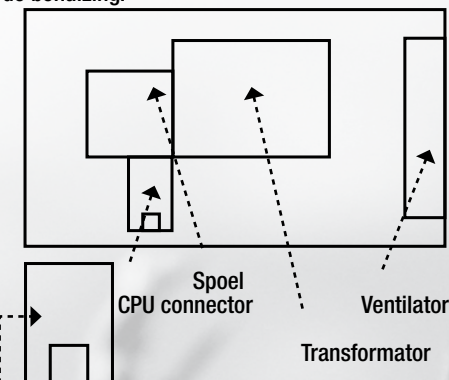 de behuizing.
Spoel
CPU connector
Ventilator
Transformator